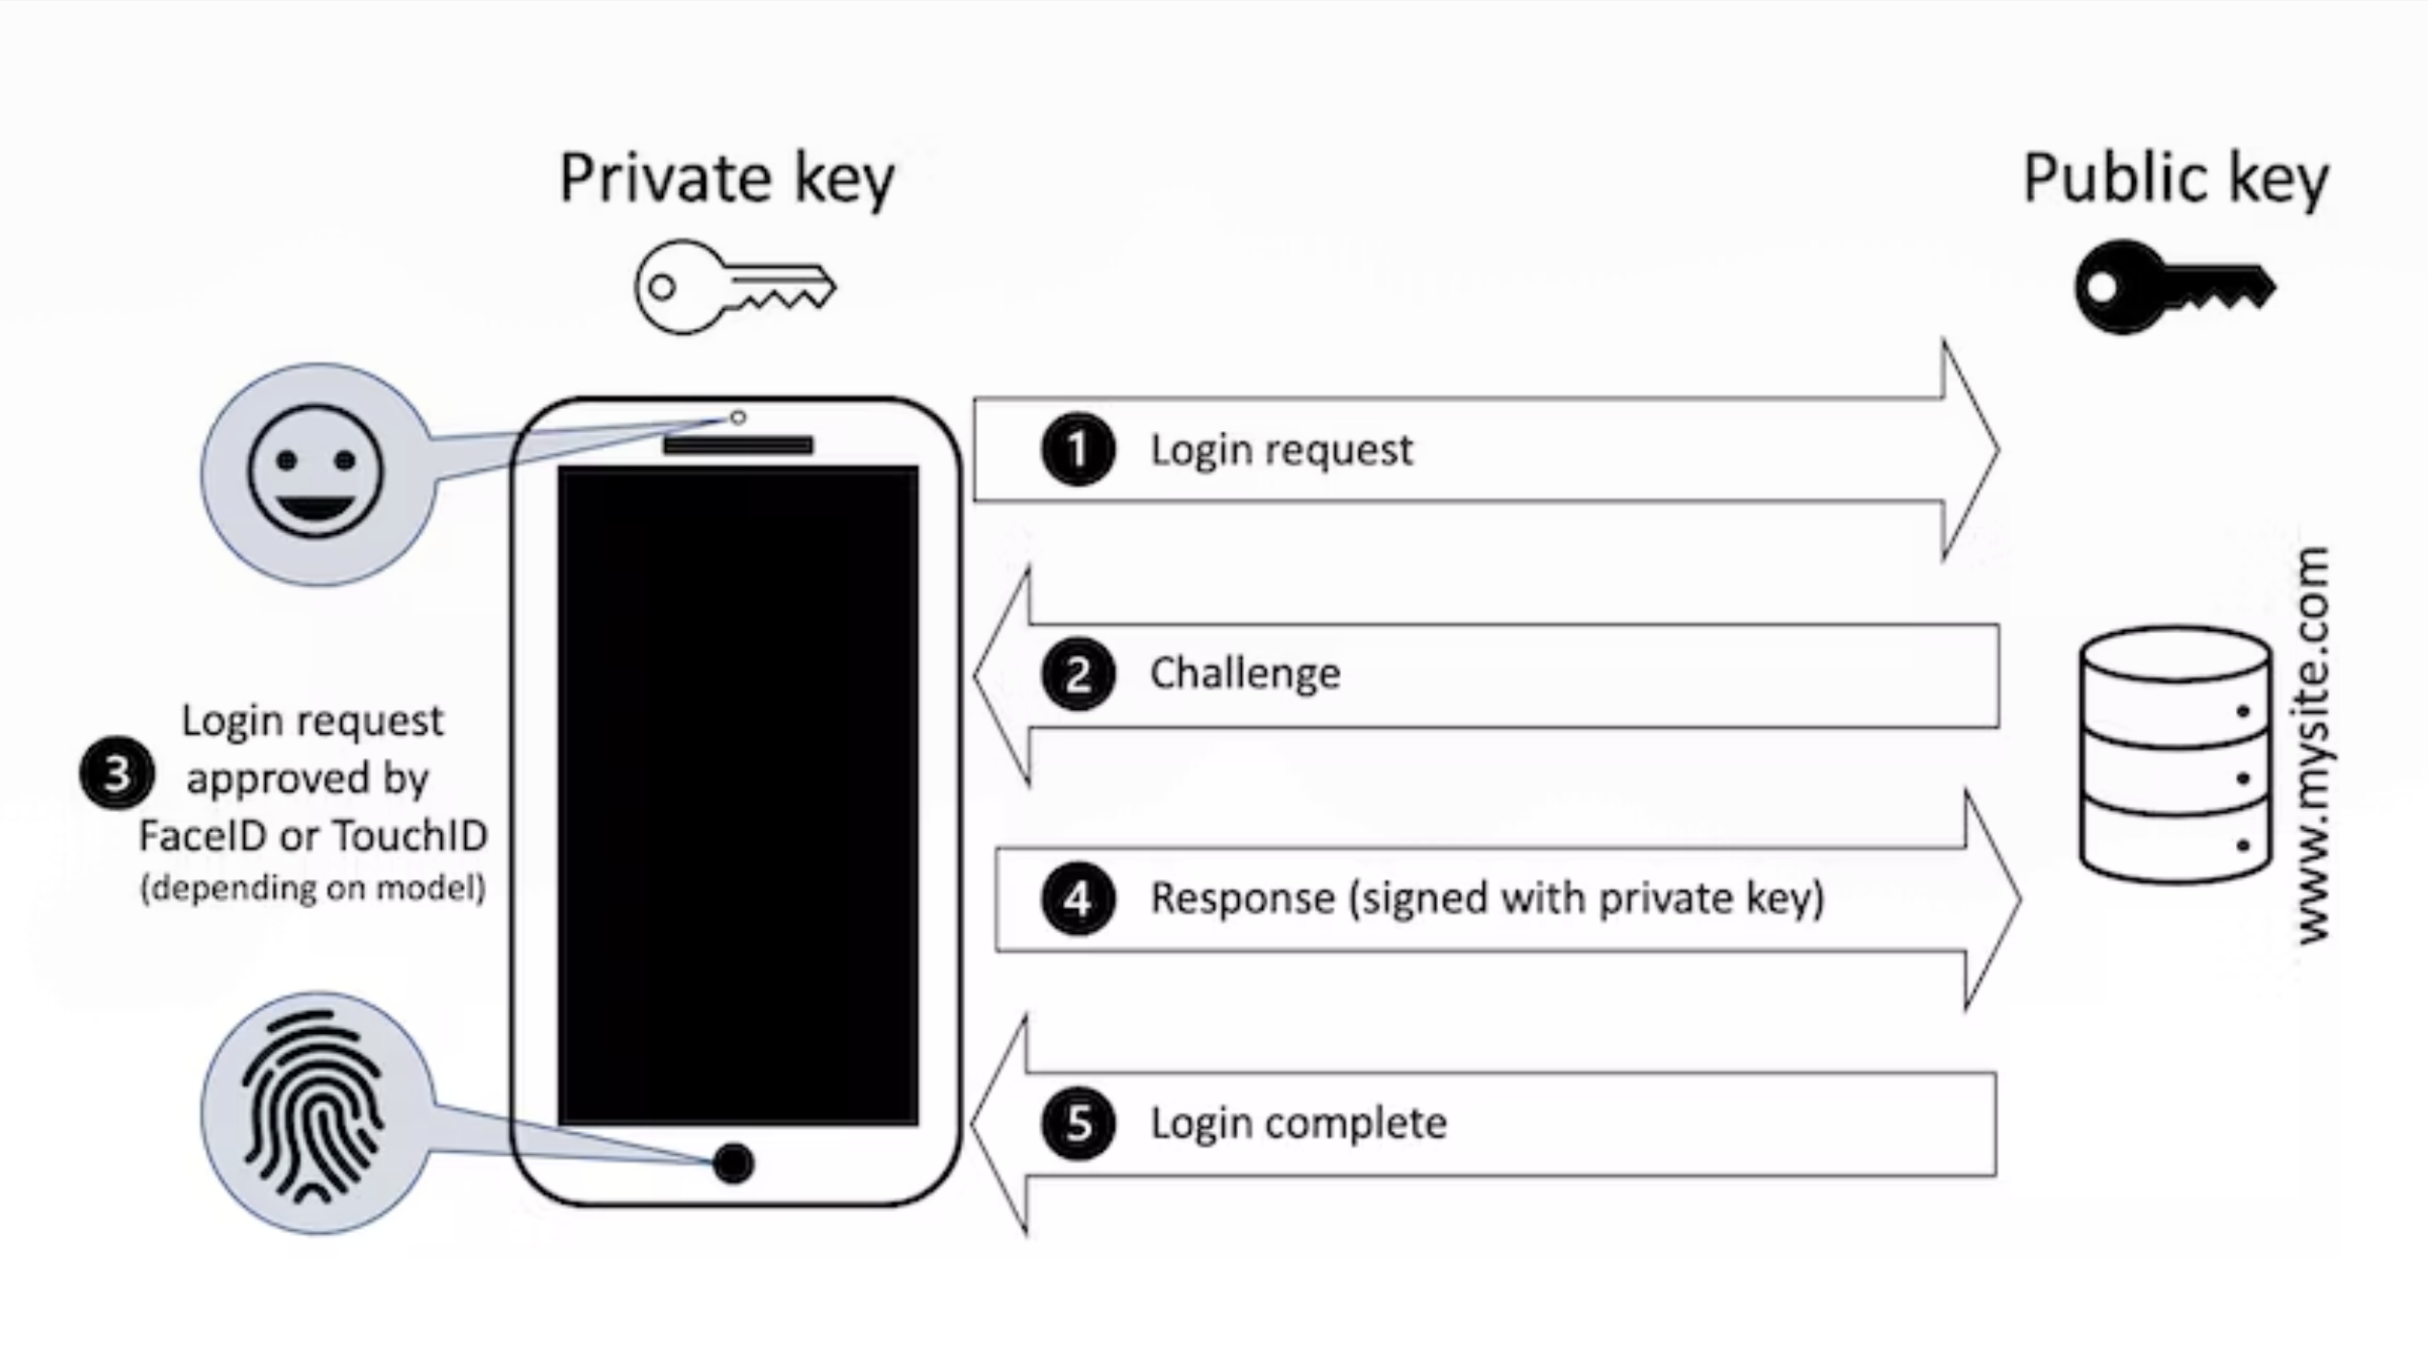 Private key
Public key
1 Login request
2 Challenge
3 Login request
approved by
FaceID or TouchID
(depending on model)
4 Response (signed with private key)
5 Login complete
www.mysite.com